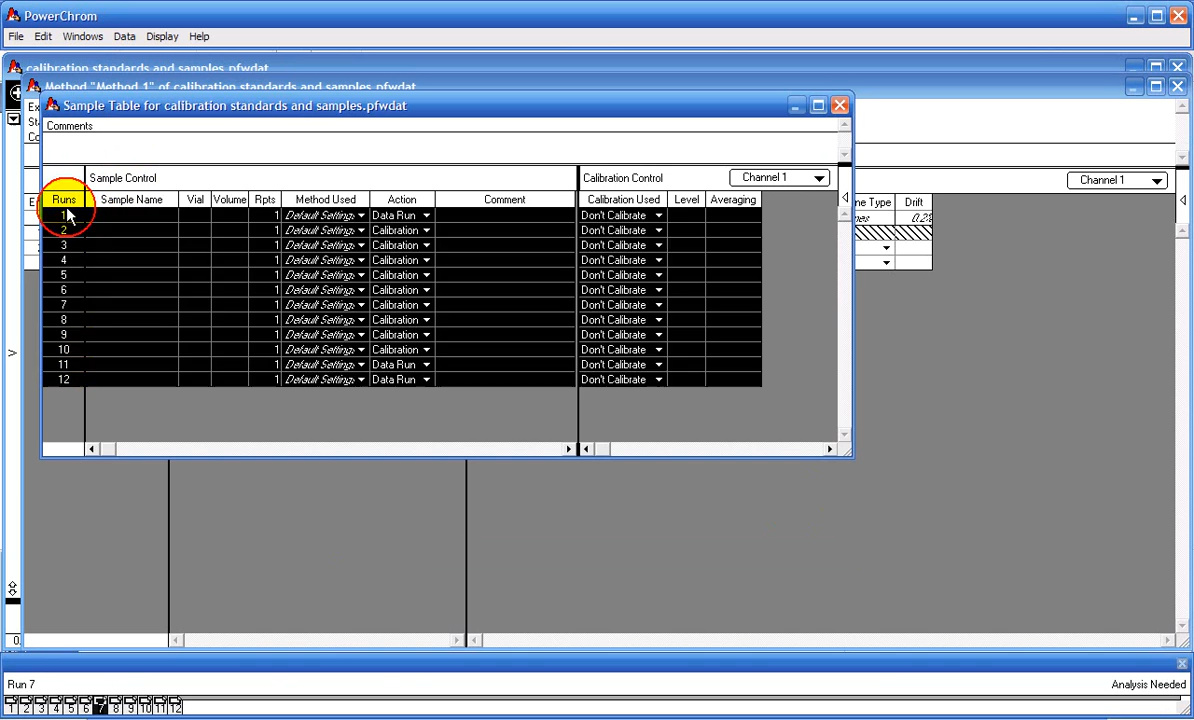 PowerChrom
File Edit Windows Data Display Help
calibration standards and samples.pfwdat
Method "Method 1" of calibration standards and samples.pfwdat
Sample Table for calibration standards and samples.pfwdat
Comments
Sample Control
Calibration Control Channel 1
Channel 1
Runs Sample Name Vial Volume Rpts Method Used Action Comment Calibration Used Level Averaging
ne Type Drift
1 1 Default Settings Data Run Don't Calibrate
nes 0.2%
2 1 Default Settings Calibration Don't Calibrate
3 1 Default Settings Calibration Don't Calibrate
4 1 Default Settings Calibration Don't Calibrate
5 1 Default Settings Calibration Don't Calibrate
6 1 Default Settings Calibration Don't Calibrate
7 1 Default Settings Calibration Don't Calibrate
8 1 Default Settings Calibration Don't Calibrate
9 1 Default Settings Calibration Don't Calibrate
10 1 Default Settings Calibration Don't Calibrate
11 1 Default Settings Data Run Don't Calibrate
12 1 Default Settings Data Run Don't Calibrate
Run 7
Analysis Needed
1 2 3 4 5 6 7 8 9 10 11 12